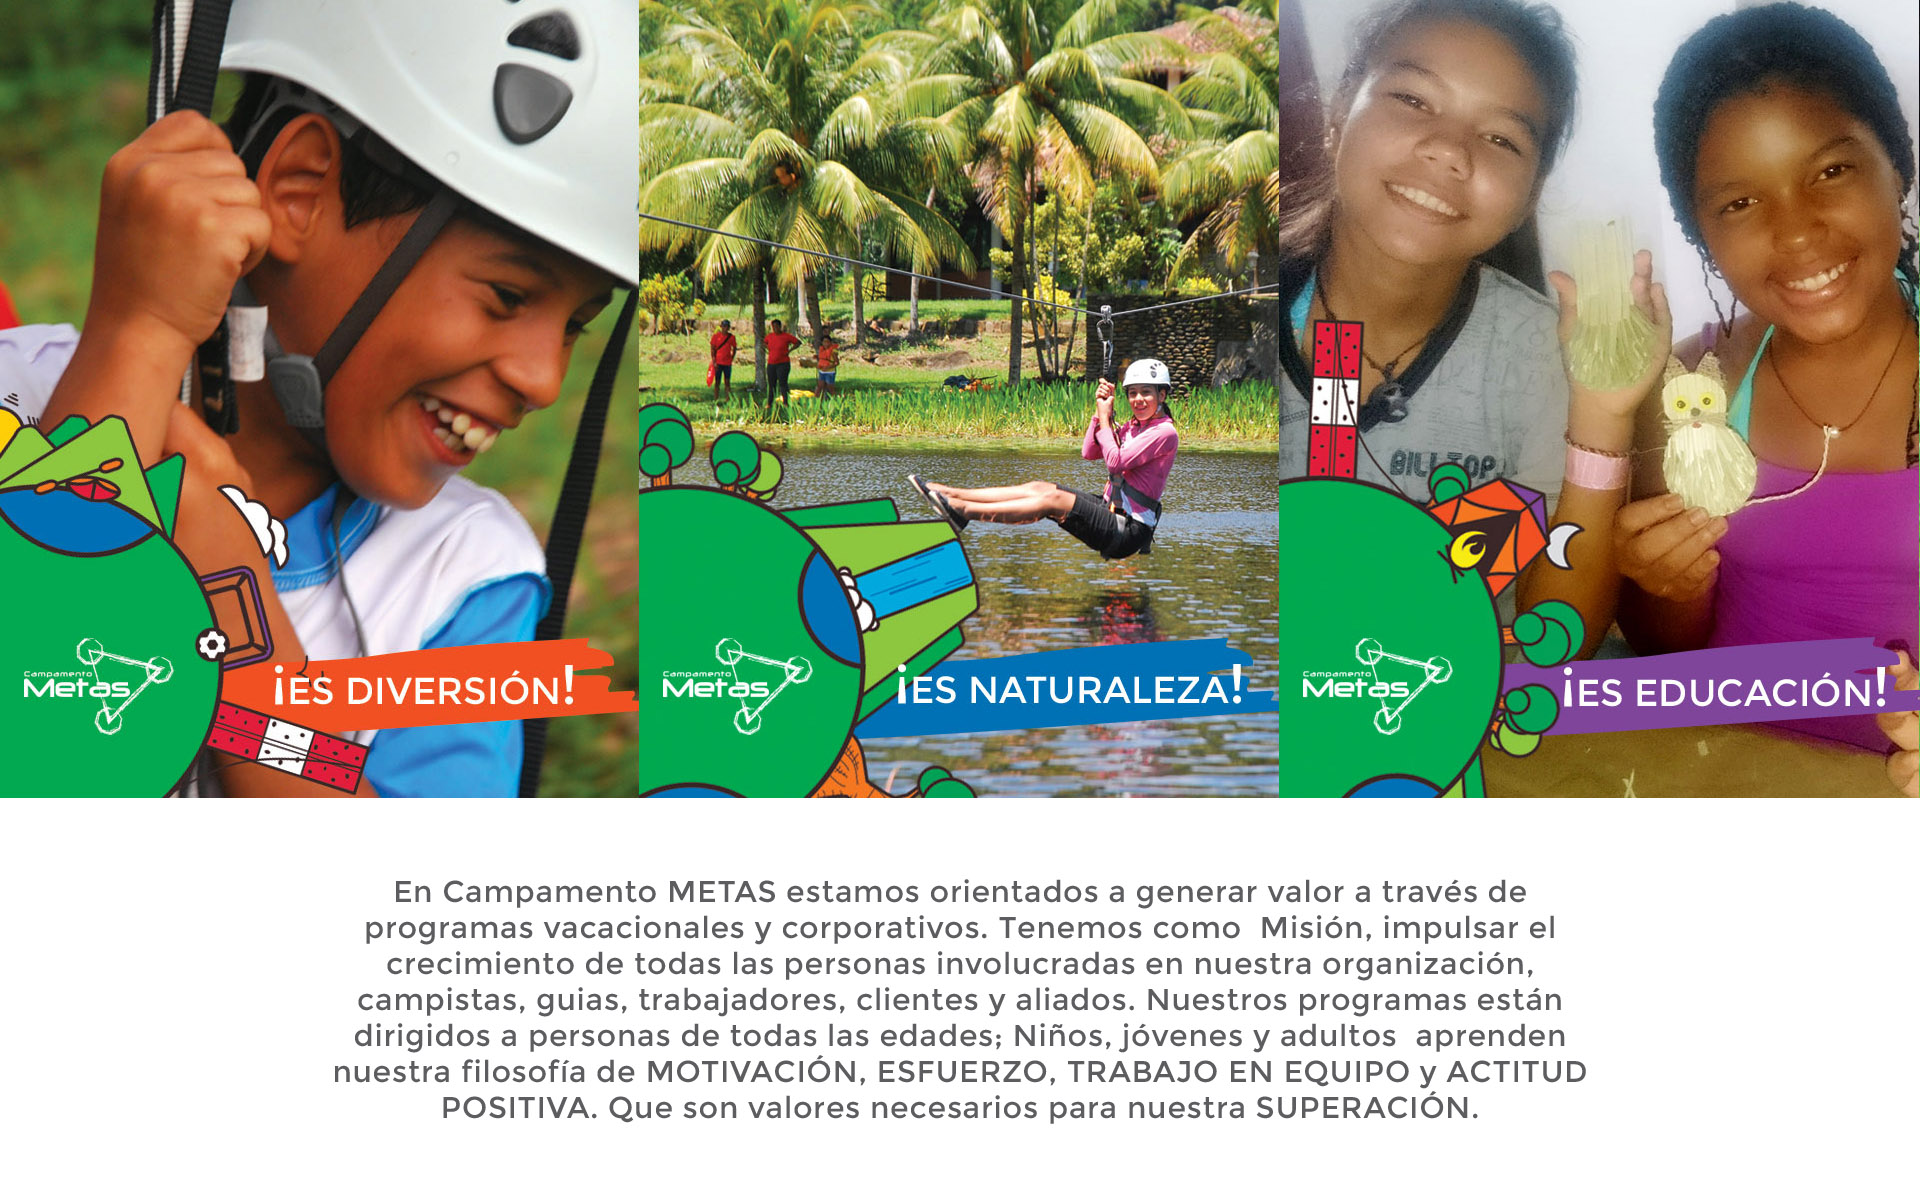 Campamento
Metas
¡ES DIVERSIÓN!
Campamento
Metas
¡ES NATURALEZA!
BILLTOP
Campamento
Metas
¡ES EDUCACIÓN!
En Campamento METAS estamos orientados a generar valor a través de
programas vacacionales y corporativos. Tenemos como  Misión, impulsar el
crecimiento de todas las personas involucradas en nuestra organización,
campistas, guias, trabajadores, clientes y aliados. Nuestros programas están
dirigidos a personas de todas las edades; Niños, jóvenes y adultos  aprenden
nuestra filosofía de MOTIVACIÓN, ESFUERZO, TRABAJO EN EQUIPO y ACTITUD
POSITIVA. Que son valores necesarios para nuestra SUPERACIÓN.